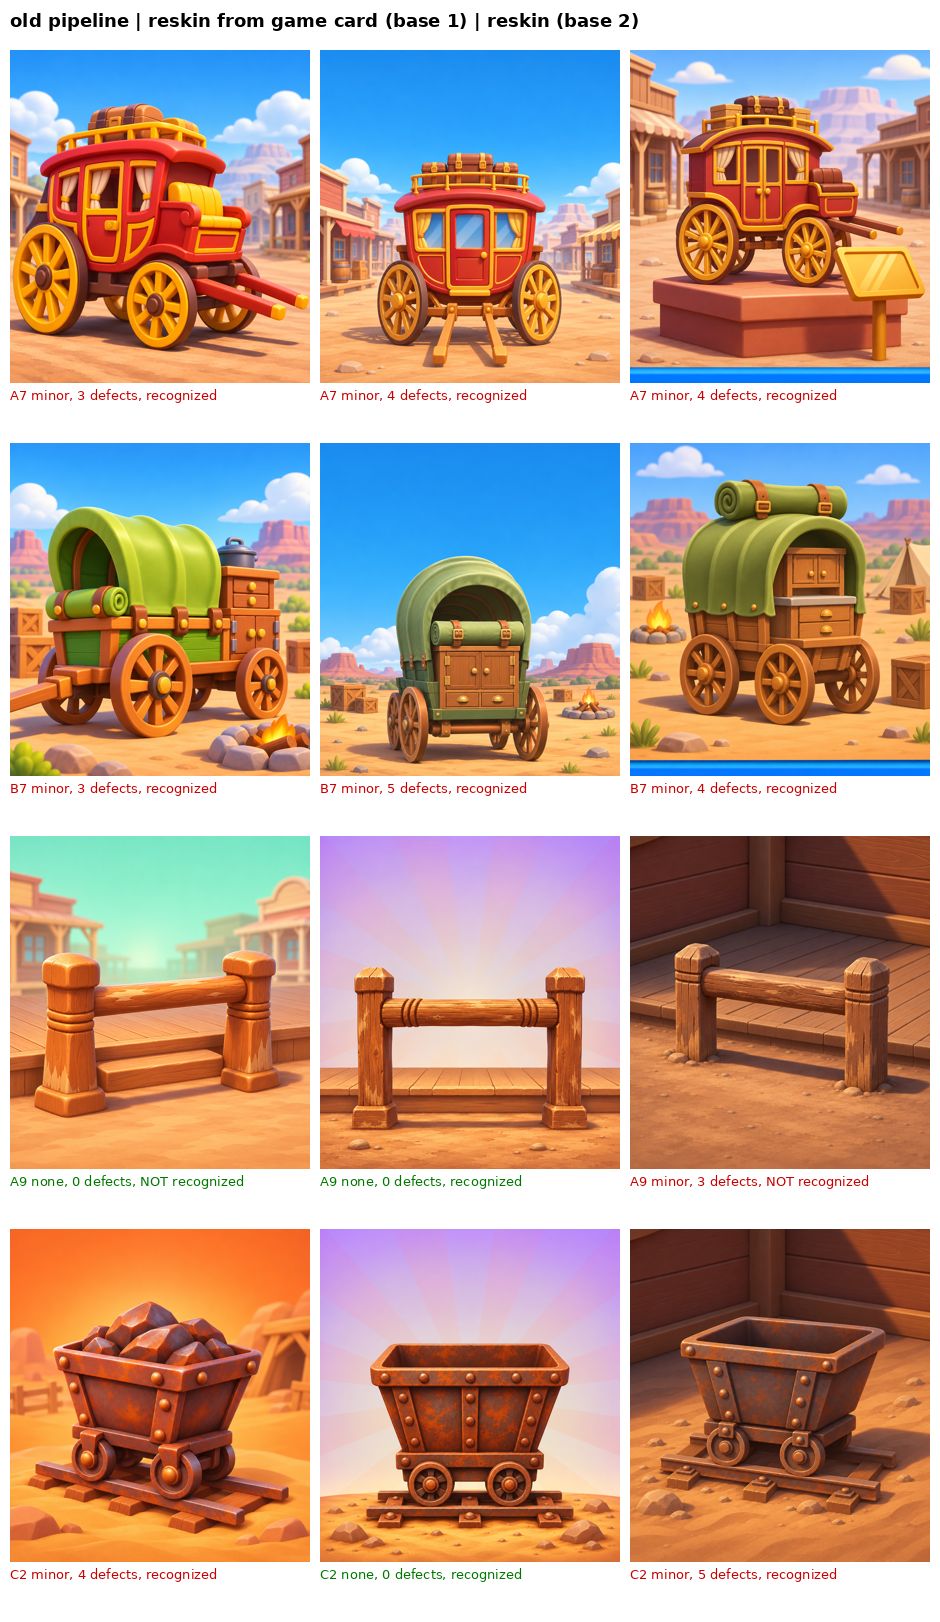 old pipeline | reskin from game card (base 1) | reskin (base 2)
A7 minor, 3 defects, recognized
A7 minor, 4 defects, recognized
A7 minor, 4 defects, recognized
B7 minor, 3 defects, recognized
B7 minor, 5 defects, recognized
B7 minor, 4 defects, recognized
A9 none, 0 defects, NOT recognized
A9 none, 0 defects, recognized
A9 minor, 3 defects, NOT recognized
C2 minor, 4 defects, recognized
C2 none, 0 defects, recognized
C2 minor, 5 defects, recognized